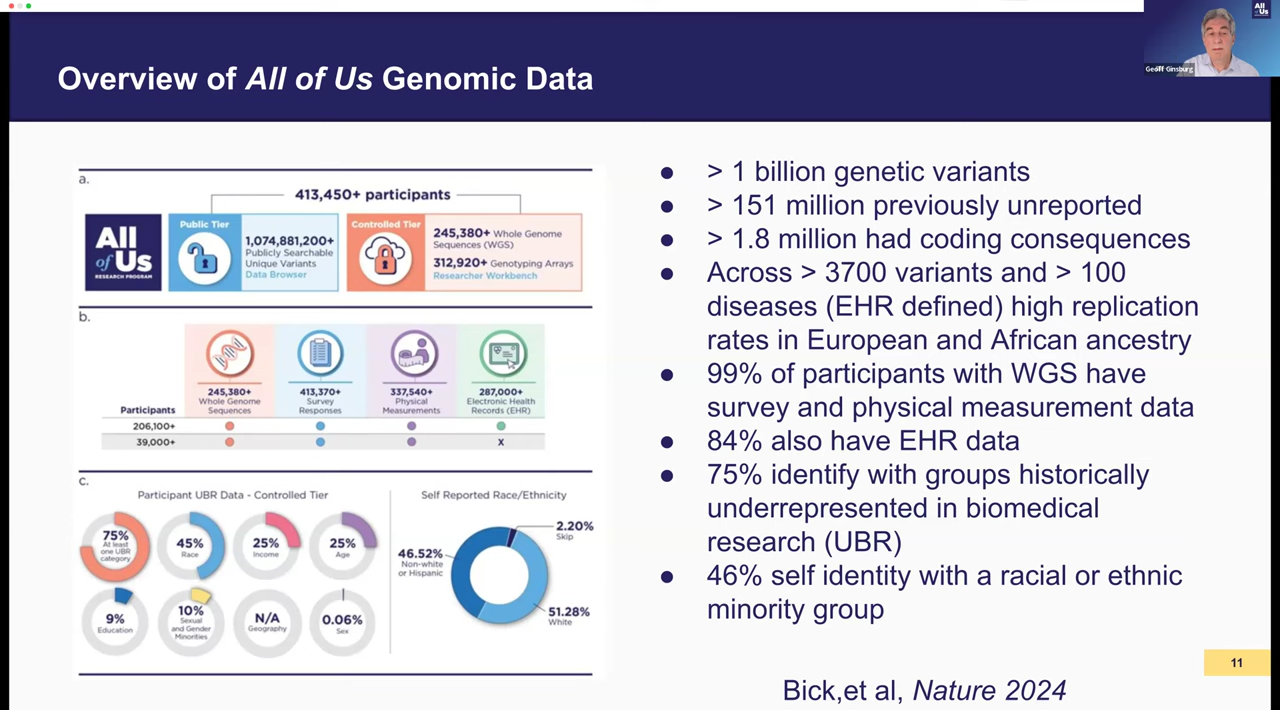 All
of Us
Geoff Ginsburg
Overview of All of Us Genomic Data
a.
413,450+ participants
All
of Us
RESEARCH PROGRAM
Public Tier
1,074,881,200+
Publicly Searchable
Unique Variants
Data Browser
Controlled Tier
245,380+ Whole Genome
Sequences (WGS)
312,920+ Genotyping Arrays
Researcher Workbench
b.
245,380+
Whole Genome
Sequences
413,370+
Survey
Responses
337,540+
Physical
Measurements
287,000+
Electronic Health
Records (EHR)
Participants
206,100+
39,000+
X
c.
Participant UBR Data - Controlled Tier
75%
At least
one UBR
category
45%
Race
25%
Income
25%
Age
9%
Education
10%
Sexual
and Gender
Minorities
N/A
Geography
0.06%
Sex
Self Reported Race/Ethnicity
2.20%
Skip
46.52%
Non-white
or Hispanic
51.28%
White
● > 1 billion genetic variants
● > 151 million previously unreported
● > 1.8 million had coding consequences
● Across > 3700 variants and > 100
diseases (EHR defined) high replication
rates in European and African ancestry
● 99% of participants with WGS have
survey and physical measurement data
● 84% also have EHR data
● 75% identify with groups historically
underrepresented in biomedical
research (UBR)
● 46% self identity with a racial or ethnic
minority group
11
Bick,et al, Nature 2024